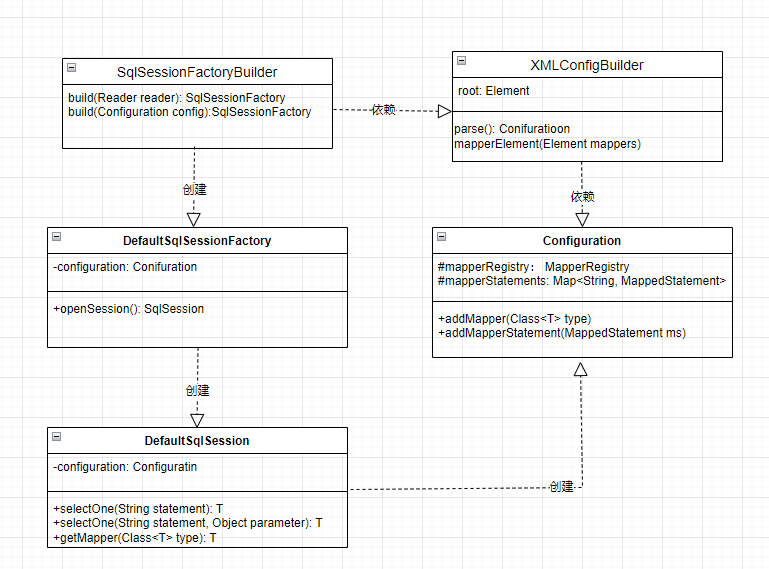 SqlSessionFactoryBuilder
build(Reader reader): SqlSessionFactory
build(Configuration config):SqlSessionFactory
依赖
XMLConfigBuilder
root: Element
parse(): Conifuratioon
mapperElement(Element mappers)
创建
依赖
DefaultSqlSessionFactory
-configuration: Conifuration
+openSession(): SqlSession
Configuration
#mapperRegistry： MapperRegistry
#mapperStatements: Map<String, MappedStatement>
+addMapper(Class<T> type)
+addMapperStatement(MappedStatement ms)
创建
DefaultSqlSession
-configuration: Configuratin
+selectOne(String statement): T
+selectOne(String statement, Object parameter): T
+getMapper(Class<T> type): T
创建